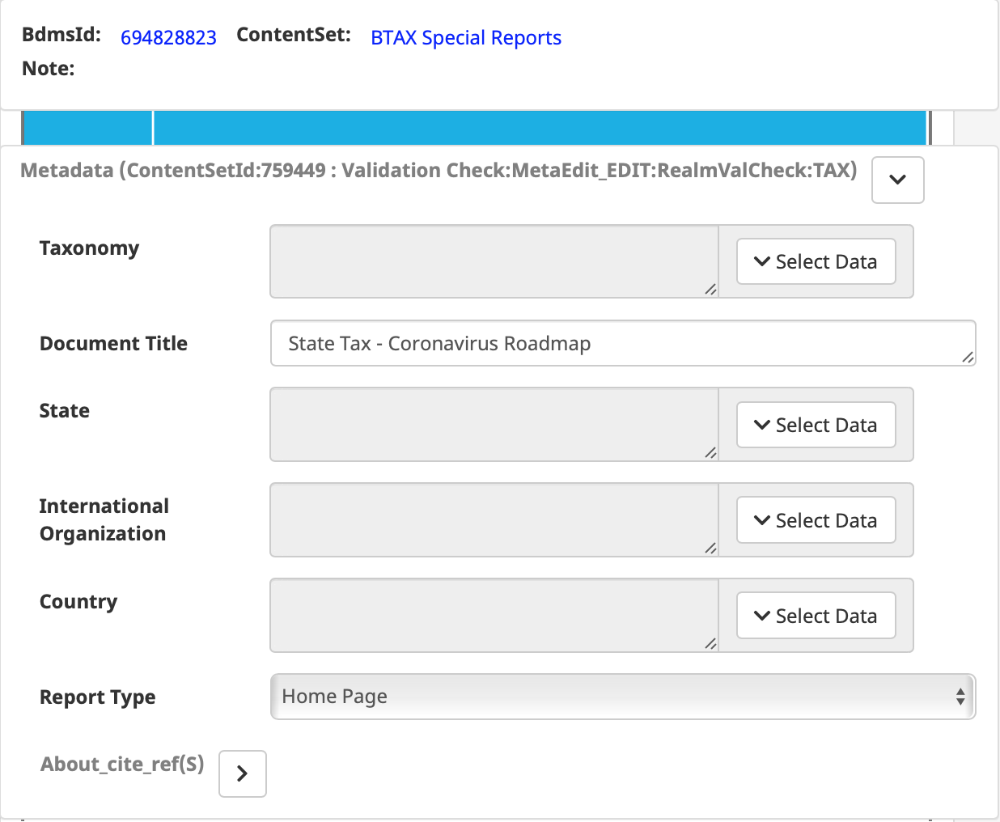 BdmsId: 694828823 ContentSet: BTAX Special Reports
Note:
Metadata (ContentSetId:759449 : Validation Check:MetaEdit_EDIT:RealmValCheck:TAX)
Taxonomy
Select Data
Document Title
State Tax - Coronavirus Roadmap
State
Select Data
International
Organization
Select Data
Country
Select Data
Report Type
Home Page
About_cite_ref(S)